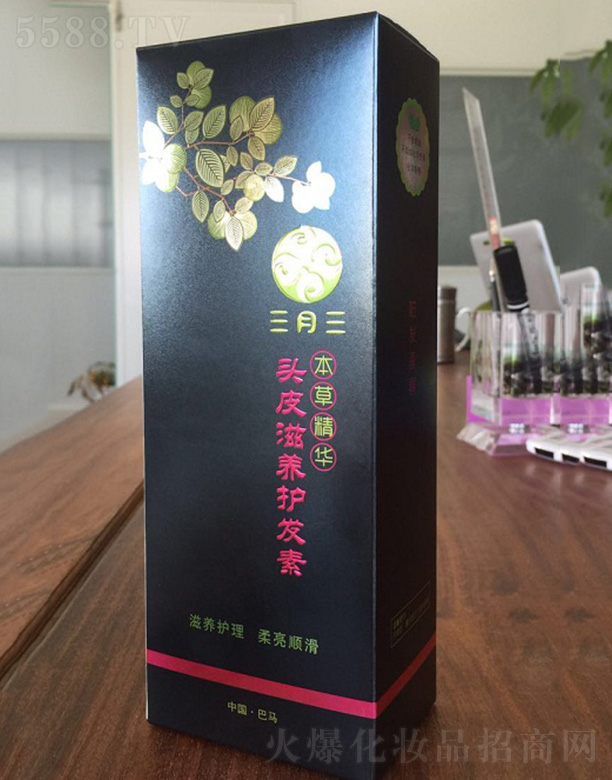 5588.TV
三月三
本草精华
头皮滋养护发素
滋养护理 柔亮顺滑
中国·巴马
火爆化妆品招商网